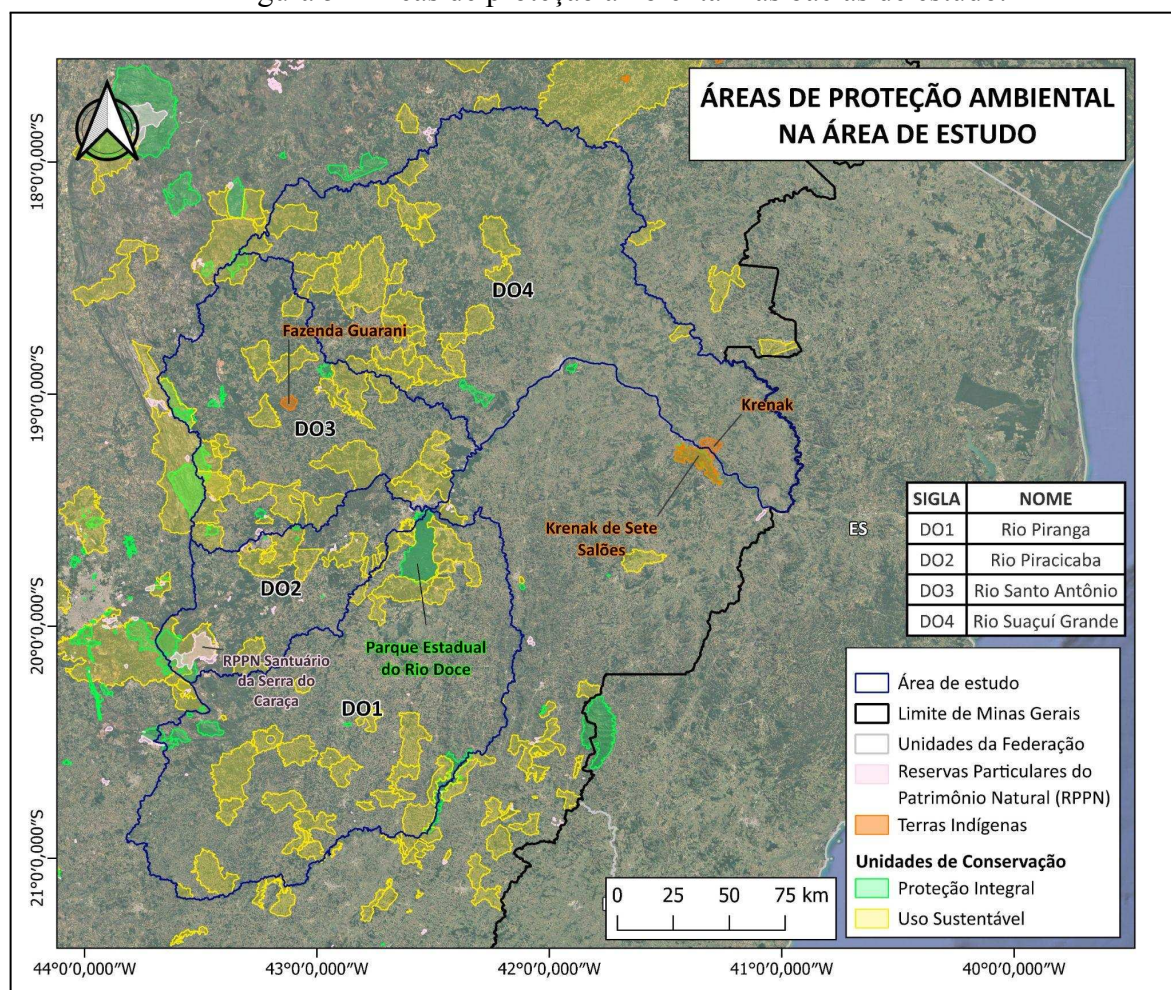 ÁREAS DE PROTEÇÃO AMBIENTAL
NA ÁREA DE ESTUDO
18°0'0,000"S
19°0'0,000"S
20°0'0,000"S
21°0'0,000"S
DO4
Fazenda Guarani
DO3
Krenak
Krenak de Sete
Salões
ES
DO2
Parque Estadual
do Rio Doce
RPPN Santuário
da Serra do
Caraça
DO1
SIGLA NOME
DO1 Rio Piranga
DO2 Rio Piracicaba
DO3 Rio Santo Antônio
DO4 Rio Suaçuí Grande
Área de estudo
Limite de Minas Gerais
Unidades da Federação
Reservas Particulares do
Patrimônio Natural (RPPN)
Terras Indígenas
Unidades de Conservação
Proteção Integral
Uso Sustentável
0 25 50 75 km
44°0'0,000"W 43°0'0,000"W 42°0'0,000"W 41°0'0,000"W 40°0'0,000"W